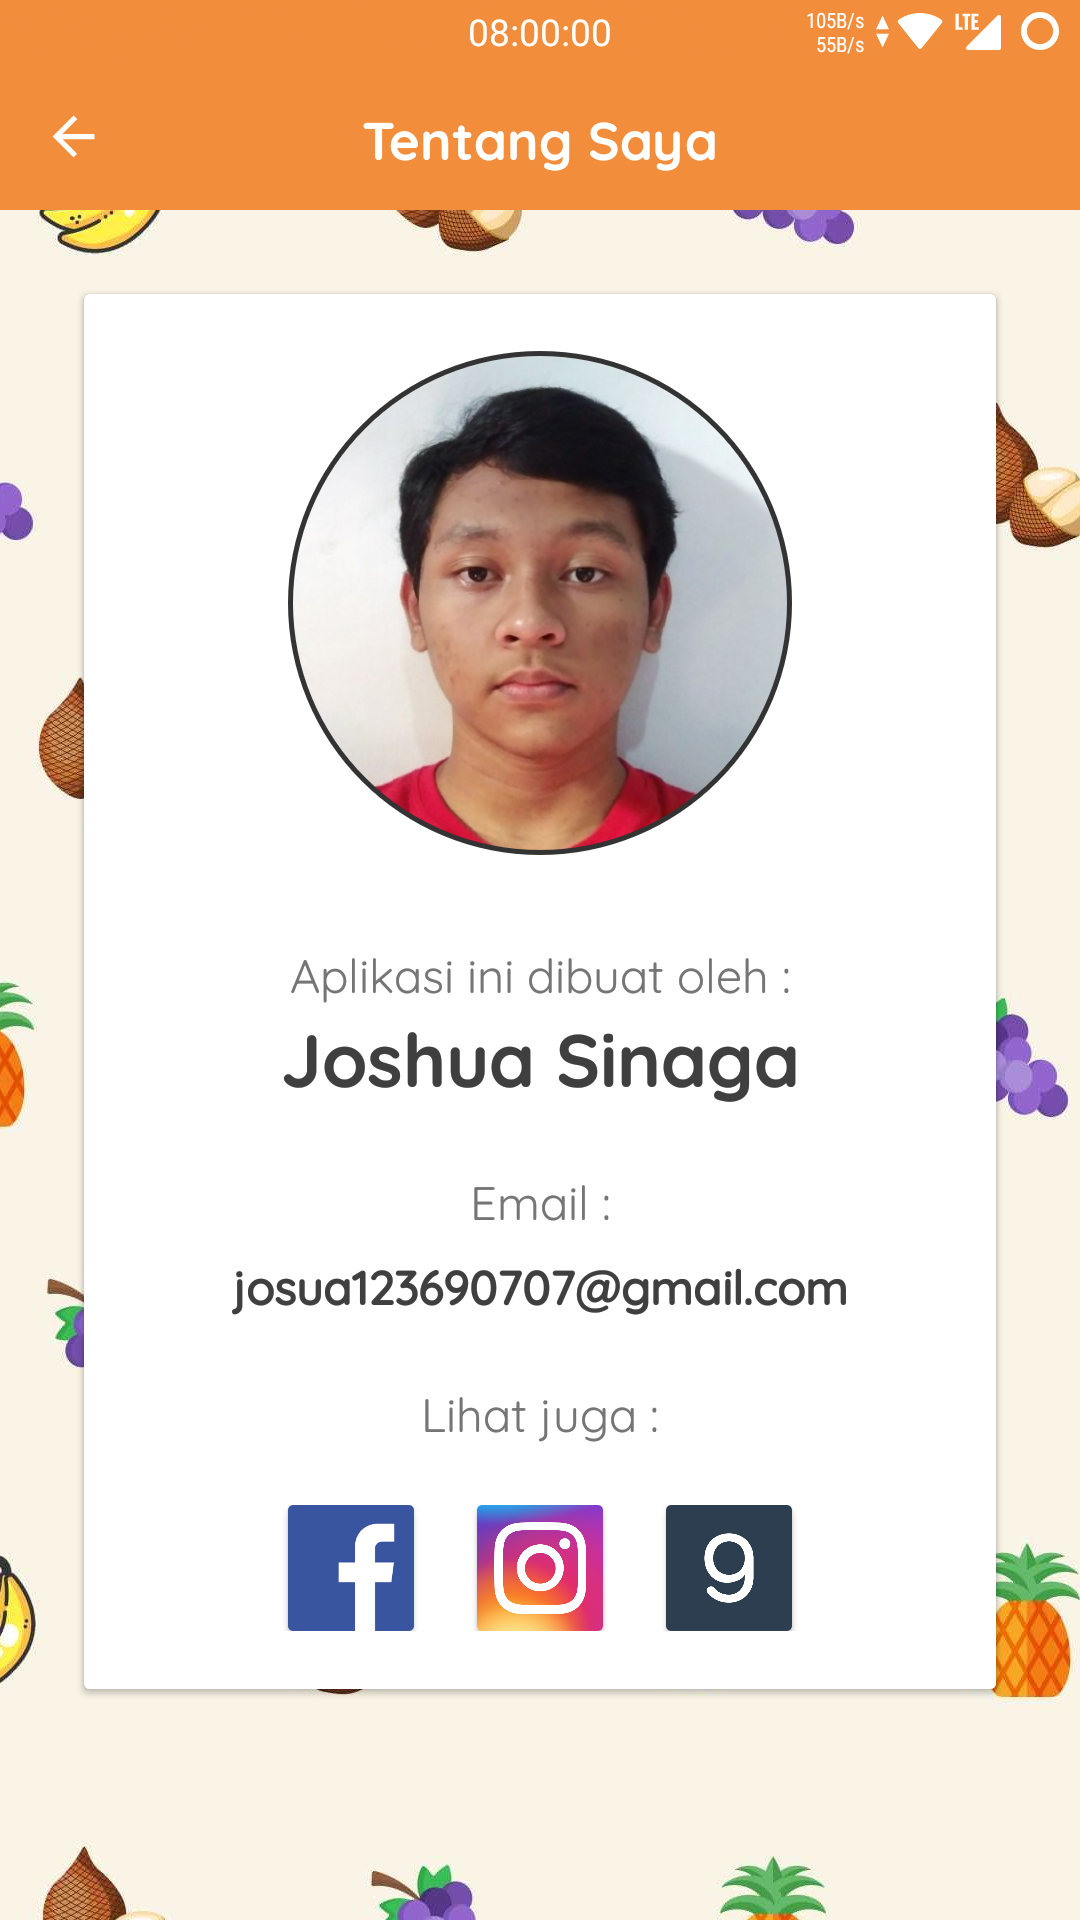 08:00:00
105B/s
55B/s
LTE
Tentang Saya
Aplikasi ini dibuat oleh :
Joshua Sinaga
Email :
josua123690707@gmail.com
Lihat juga :